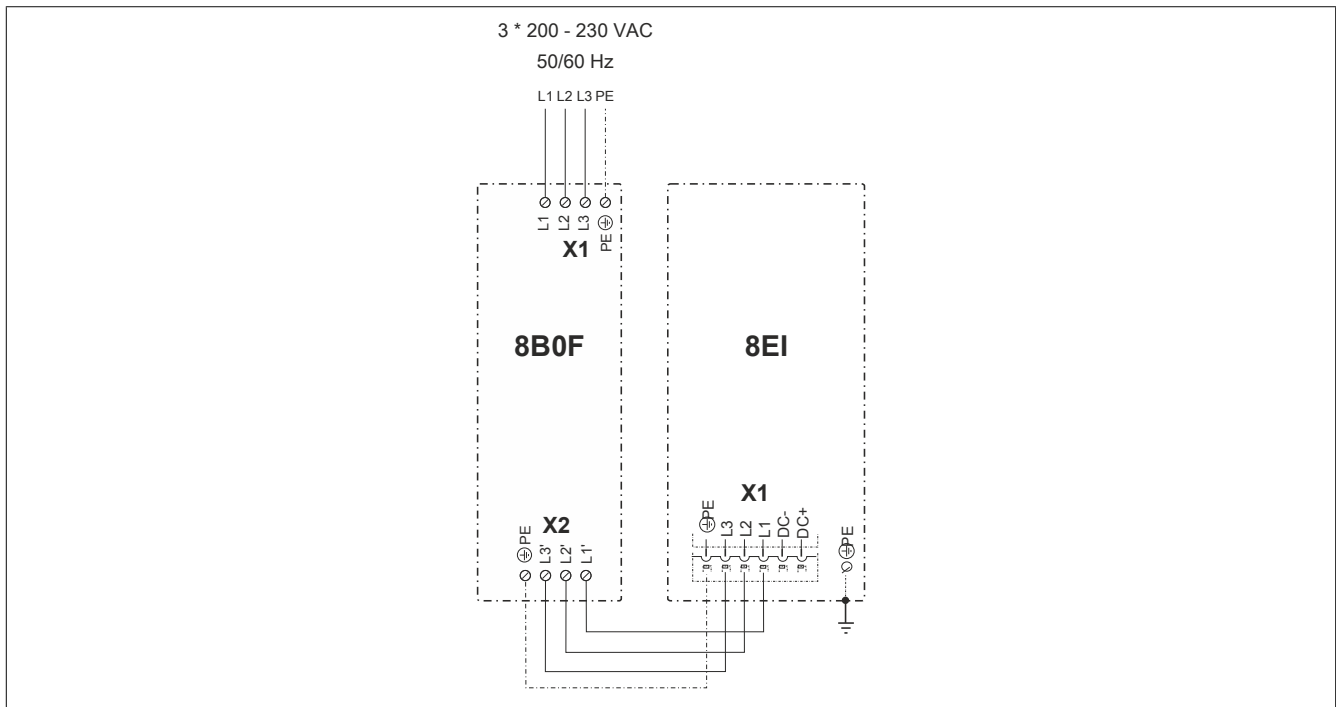 3 * 200 - 230 VAC
50/60 Hz
L1 L2 L3 PE
L1 L2 L3 PE
X1
8B0F
8EI
X1
PE L3 L2 L1 DC- DC+ PE
X2
PE L3' L2' L1'